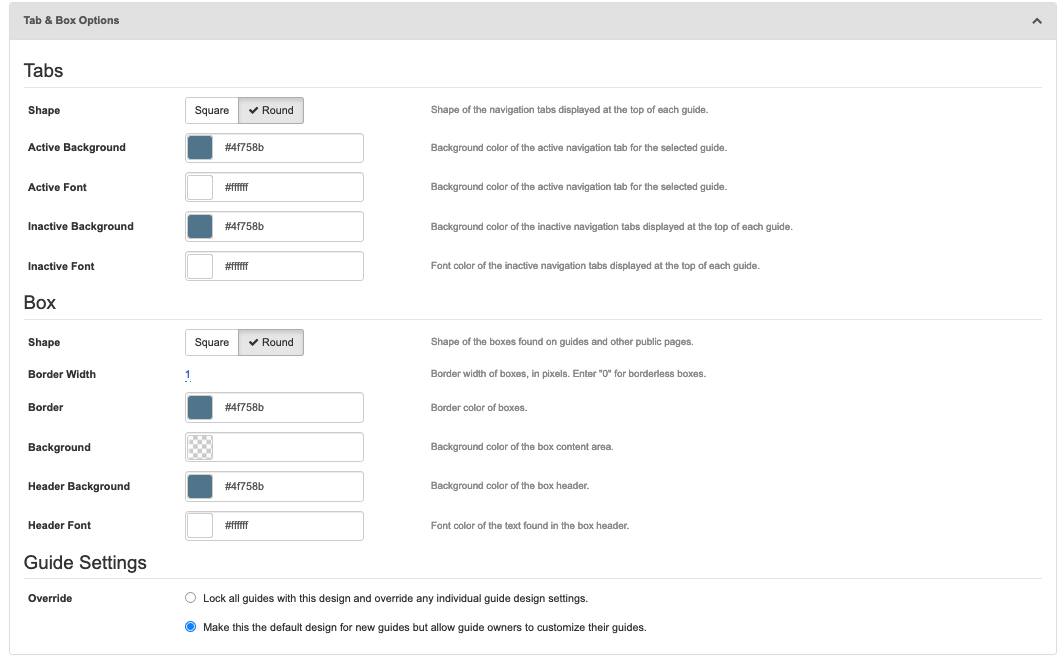 Tab & Box Options
Tabs
Shape Square Round Shape of the navigation tabs displayed at the top of each guide.
Active Background #4f758b Background color of the active navigation tab for the selected guide.
Active Font #ffffff Background color of the active navigation tab for the selected guide.
Inactive Background #4f758b Background color of the inactive navigation tabs displayed at the top of each guide.
Inactive Font #ffffff Font color of the inactive navigation tabs displayed at the top of each guide.
Box
Shape Square Round Shape of the boxes found on guides and other public pages.
Border Width 1 Border width of boxes, in pixels. Enter "0" for borderless boxes.
Border #4f758b Border color of boxes.
Background Background color of the box content area.
Header Background #4f758b Background color of the box header.
Header Font #ffffff Font color of the text found in the box header.
Guide Settings
Override Lock all guides with this design and override any individual guide design settings.
Make this the default design for new guides but allow guide owners to customize their guides.